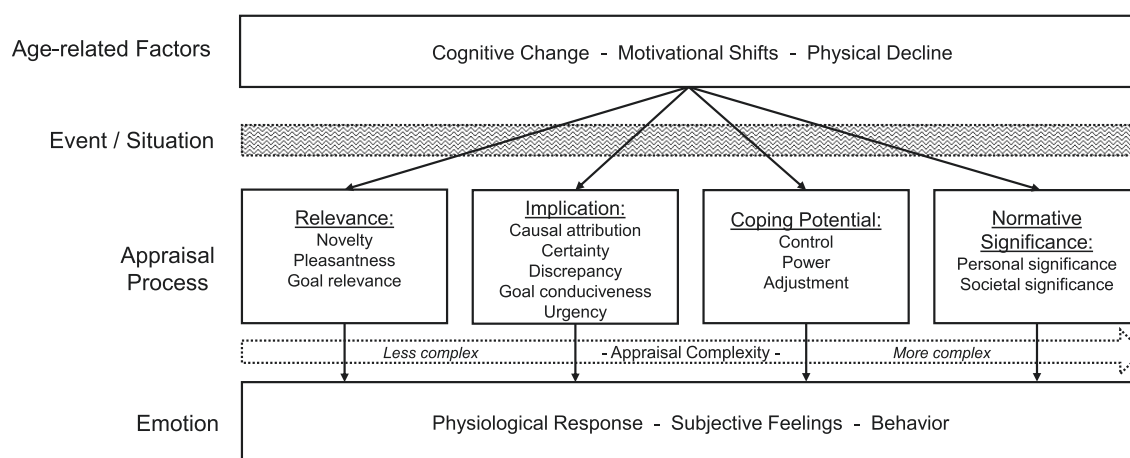 Age-related Factors
Cognitive Change - Motivational Shifts - Physical Decline
Event / Situation
Appraisal
Process
Relevance:
Novelty
Pleasantness
Goal relevance
Implication:
Causal attribution
Certainty
Discrepancy
Goal conduciveness
Urgency
Coping Potential:
Control
Power
Adjustment
Normative
Significance:
Personal significance
Societal significance
Less complex - Appraisal Complexity - More complex
Emotion
Physiological Response - Subjective Feelings - Behavior